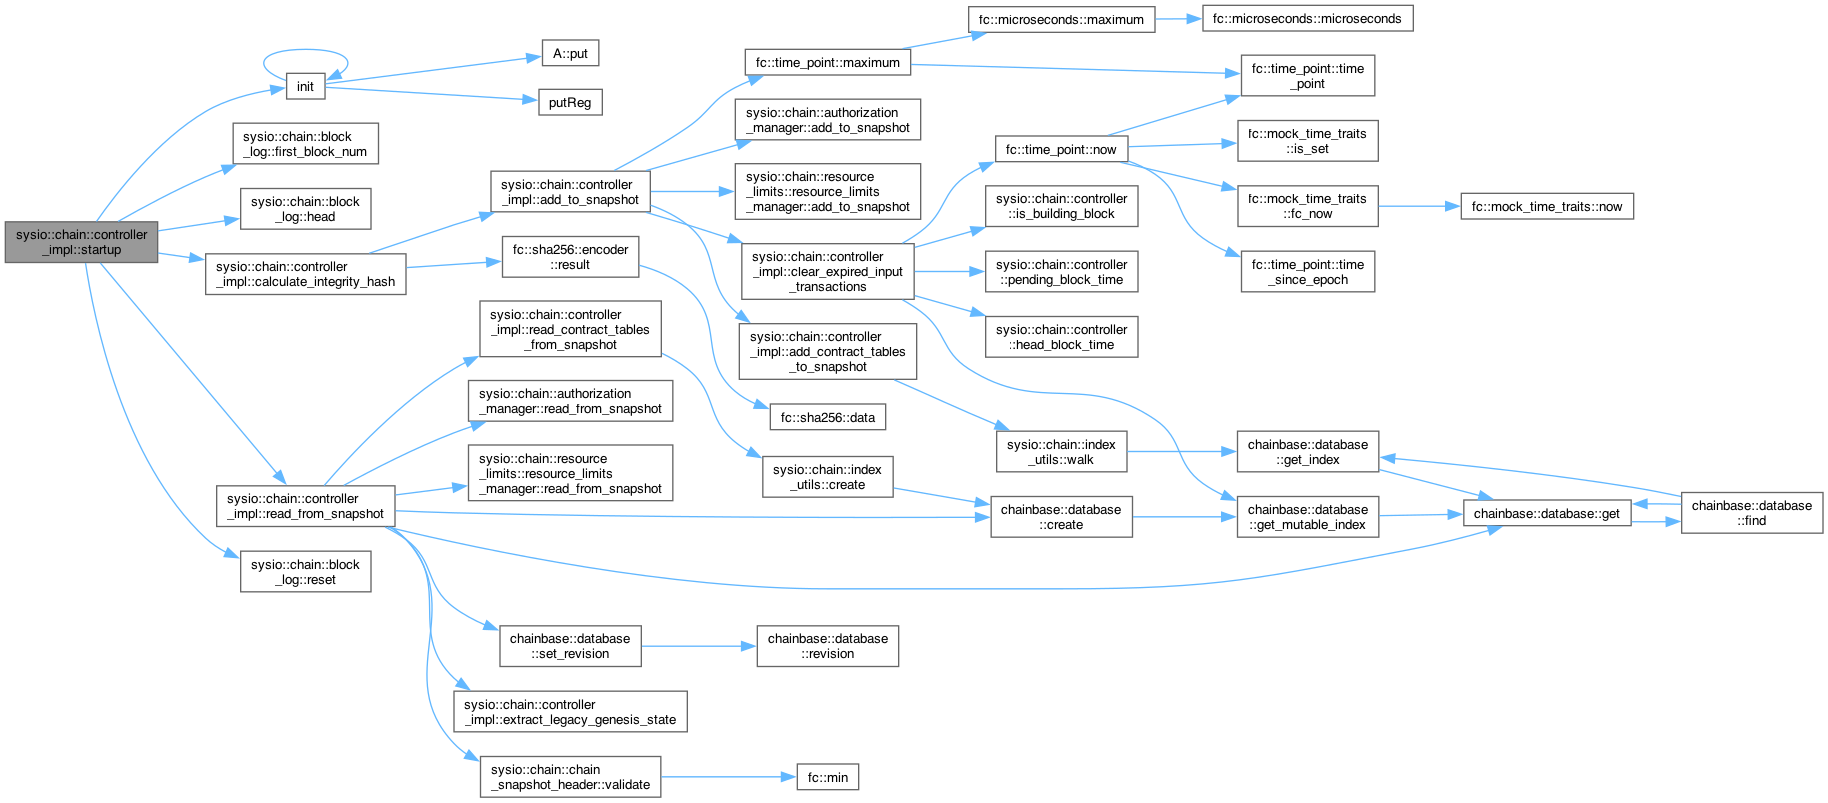 sysio::chain::controller
_impl::startup
init
A::put
putReg
sysio::chain::block
_log::first_block_num
sysio::chain::block
_log::head
sysio::chain::controller
_impl::calculate_integrity_hash
sysio::chain::controller
_impl::add_to_snapshot
fc::time_point::maximum
fc::microseconds::maximum
fc::microseconds::microseconds
fc::time_point::time
_point
sysio::chain::authorization
_manager::add_to_snapshot
sysio::chain::resource
_limits::resource_limits
_manager::add_to_snapshot
sysio::chain::controller
_impl::clear_expired_input
_transactions
fc::time_point::now
fc::mock_time_traits
::is_set
fc::mock_time_traits
::fc_now
fc::mock_time_traits::now
fc::time_point::time
_since_epoch
sysio::chain::controller
::is_building_block
sysio::chain::controller
::pending_block_time
sysio::chain::controller
::head_block_time
sysio::chain::controller
_impl::add_contract_tables
_to_snapshot
fc::sha256::encoder
::result
fc::sha256::data
sysio::chain::index
_utils::walk
chainbase::database
::get_index
chainbase::database
::get_mutable_index
chainbase::database::get
chainbase::database
::find
sysio::chain::controller
_impl::read_from_snapshot
sysio::chain::controller
_impl::read_contract_tables
_from_snapshot
sysio::chain::authorization
_manager::read_from_snapshot
sysio::chain::resource
_limits::resource_limits
_manager::read_from_snapshot
sysio::chain::index
_utils::create
chainbase::database
::create
sysio::chain::block
_log::reset
chainbase::database
::set_revision
chainbase::database
::revision
sysio::chain::controller
_impl::extract_legacy_genesis_state
sysio::chain::chain
_snapshot_header::validate
fc::min